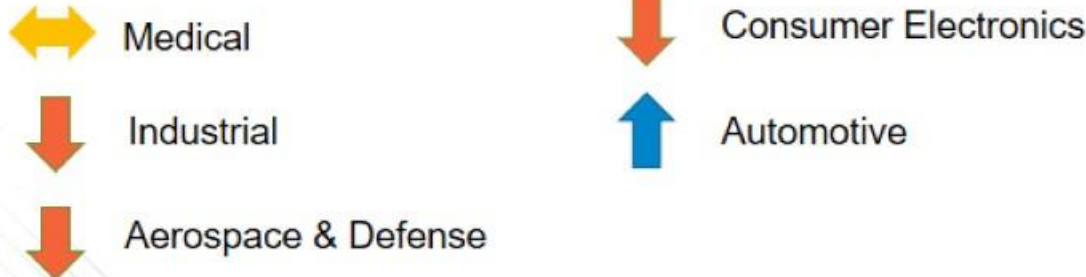 Medical
Industrial
Aerospace & Defense
Consumer Electronics
Automotive